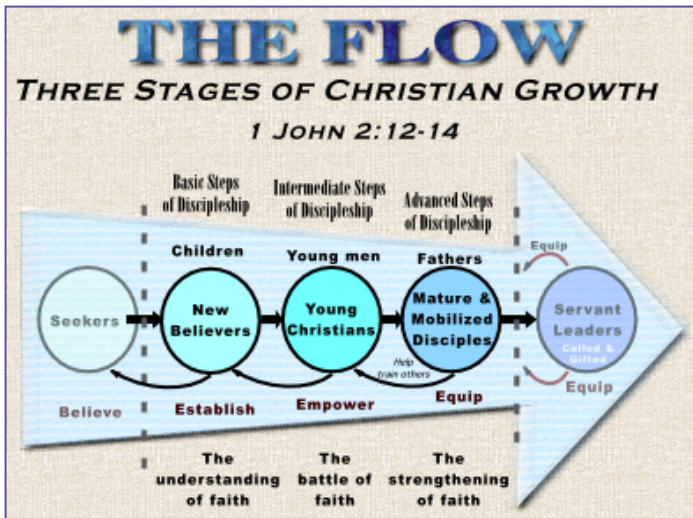 THE FLOW
THREE STAGES OF CHRISTIAN GROWTH
1 JOHN 2:12-14
Basic Steps
of Discipleship
Intermediate Steps
of Discipleship
Advanced Steps
of Discipleship
Children
Young men
Fathers
Equip
Seekers
New
Believers
Young
Christians
Mature &
Mobilized
Disciples
Servant
Leaders
Called &
Gifted
Help
train others
Believe
Establish
Empower
Equip
Equip
The
understanding
of faith
The
battle of
faith
The
strengthening
of faith